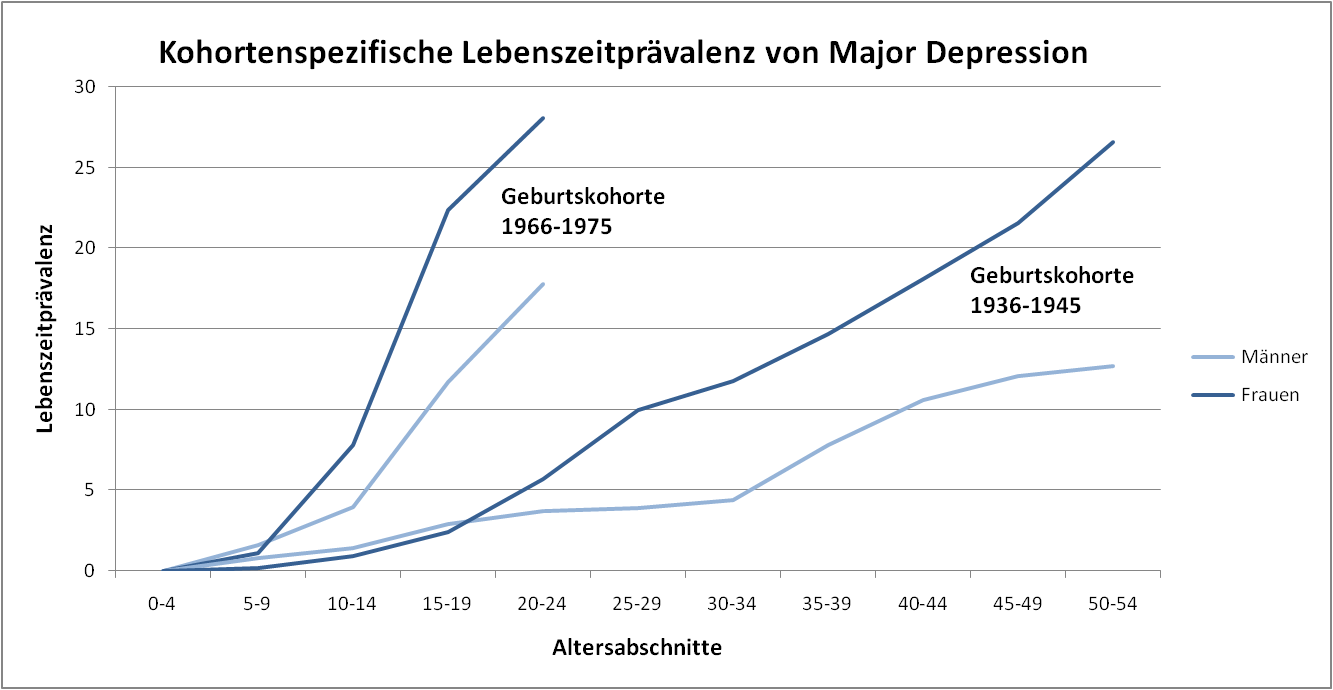 Kohortenspezifische Lebenszeitprävalenz von Major Depression
30
25
20
15
10
5
0
Lebenszeitprävalenz
Geburtskohorte
1966-1975
Geburtskohorte
1936-1945
Männer
Frauen
0-4 5-9 10-14 15-19 20-24 25-29 30-34 35-39 40-44 45-49 50-54
Altersabschnitte